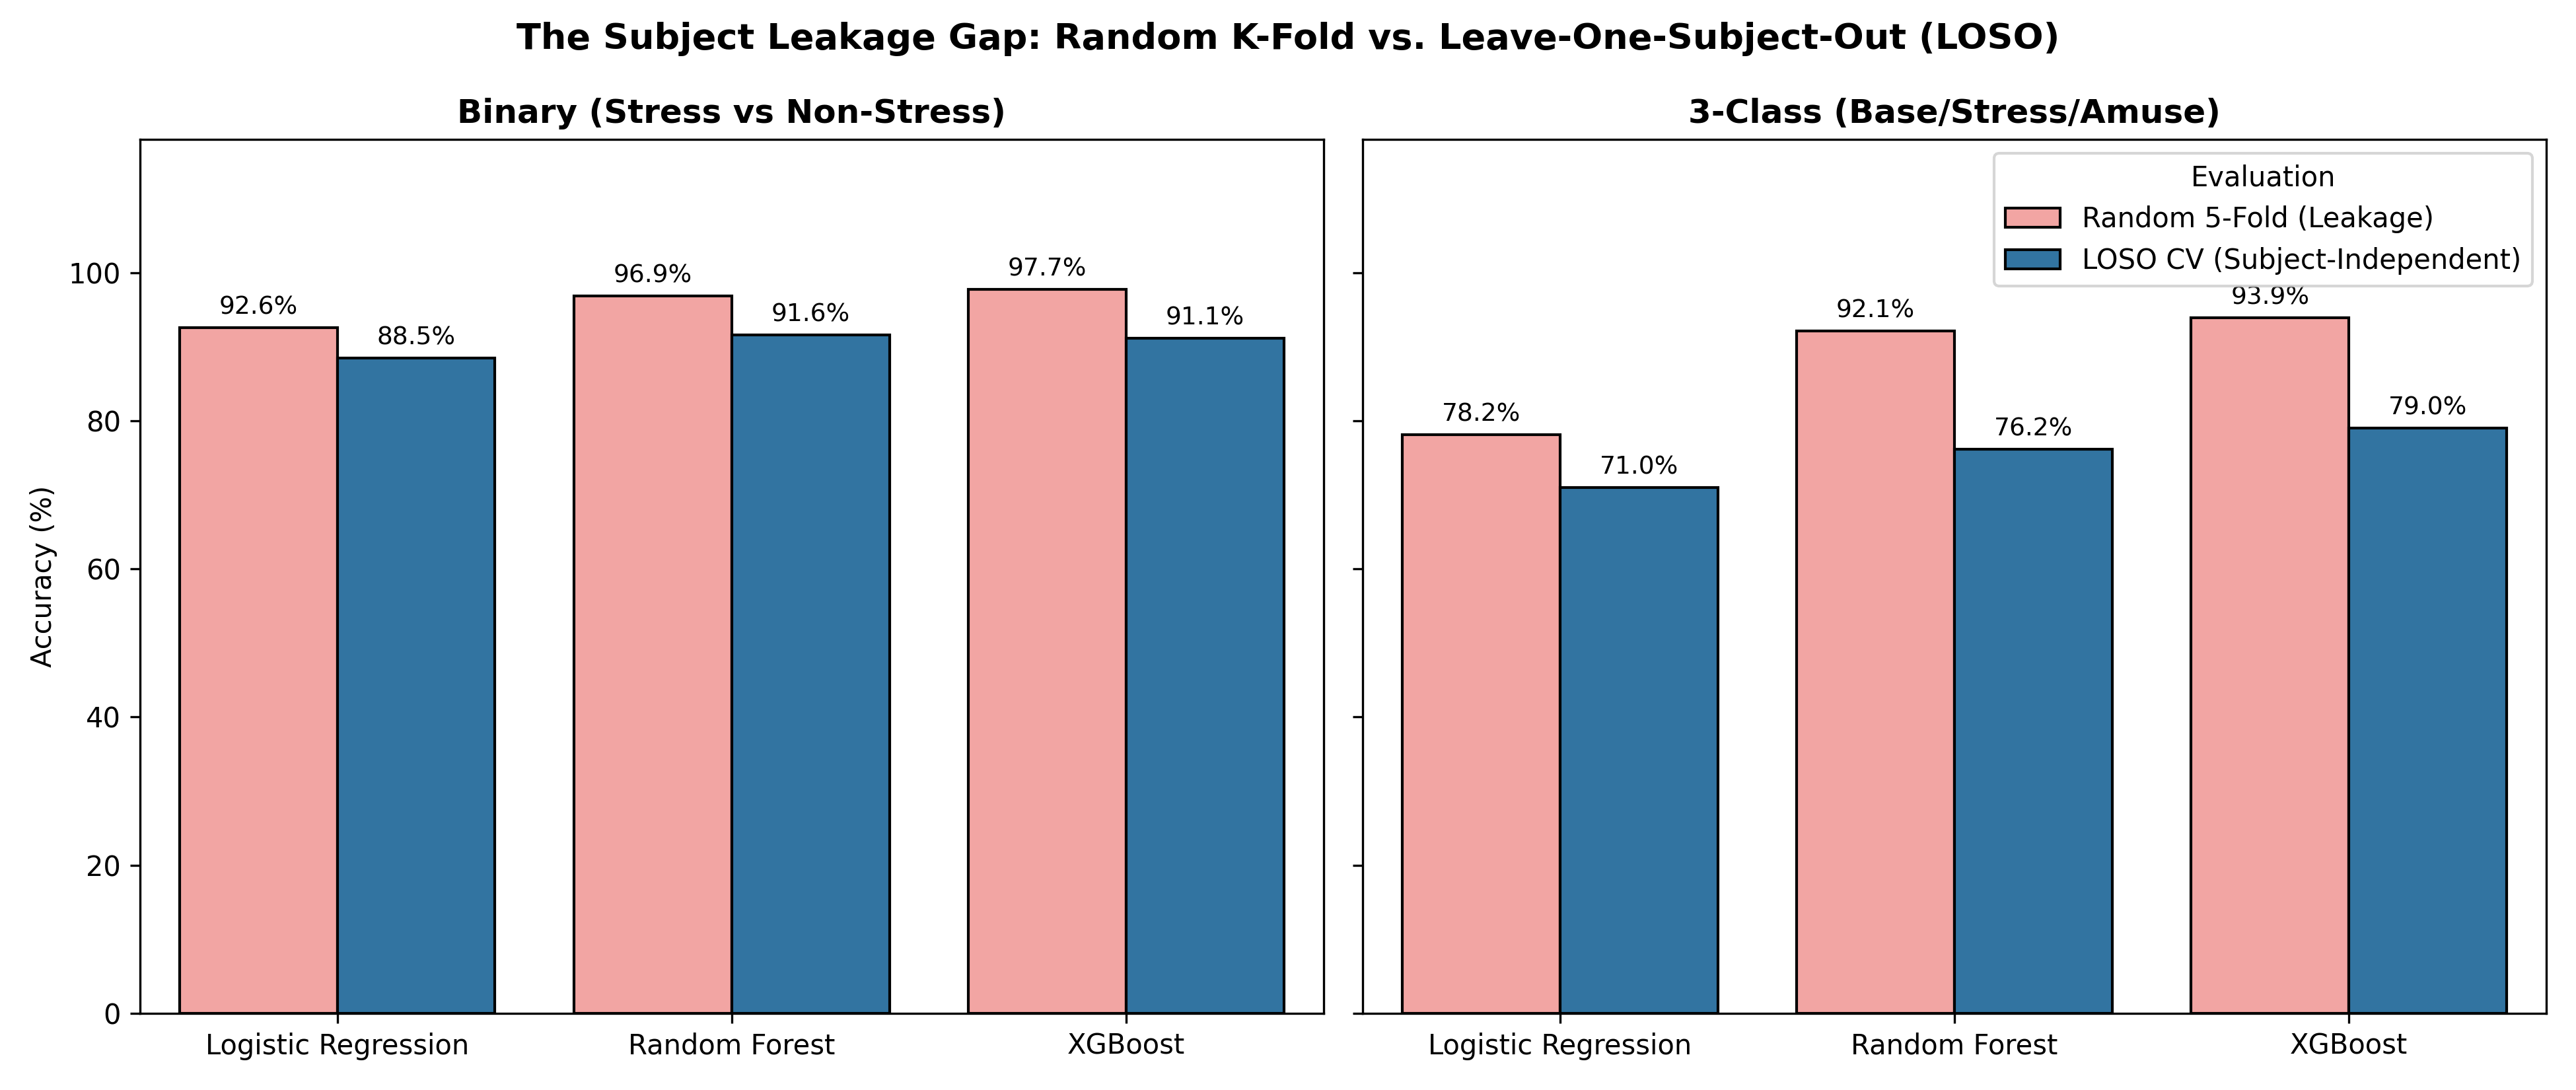 The Subject Leakage Gap: Random K-Fold vs. Leave-One-Subject-Out (LOSO)
Binary (Stress vs Non-Stress)
Accuracy (%)
100
80
60
40
20
0
92.6%
88.5%
96.9%
91.6%
97.7%
91.1%
Logistic Regression
Random Forest
XGBoost
3-Class (Base/Stress/Amuse)
Evaluation
Random 5-Fold (Leakage)
LOSO CV (Subject-Independent)
78.2%
71.0%
92.1%
76.2%
93.9%
79.0%
Logistic Regression
Random Forest
XGBoost